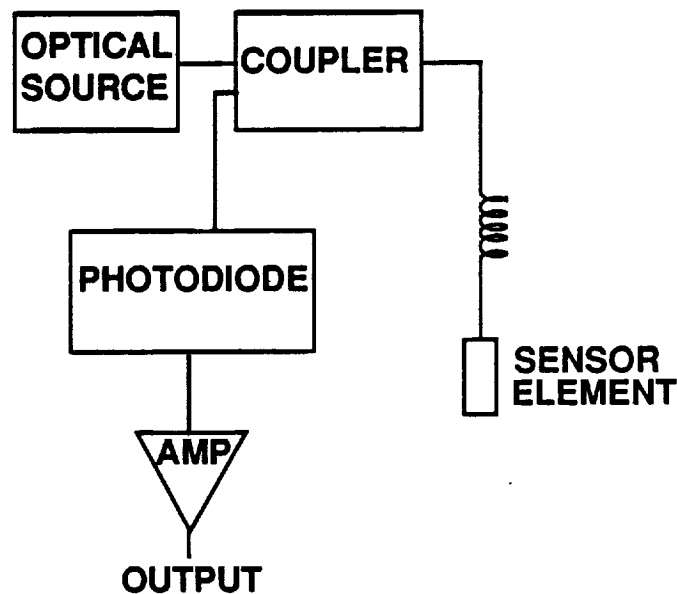 OPTICAL
SOURCE
COUPLER
PHOTODIODE
SENSOR
ELEMENT
AMP
OUTPUT